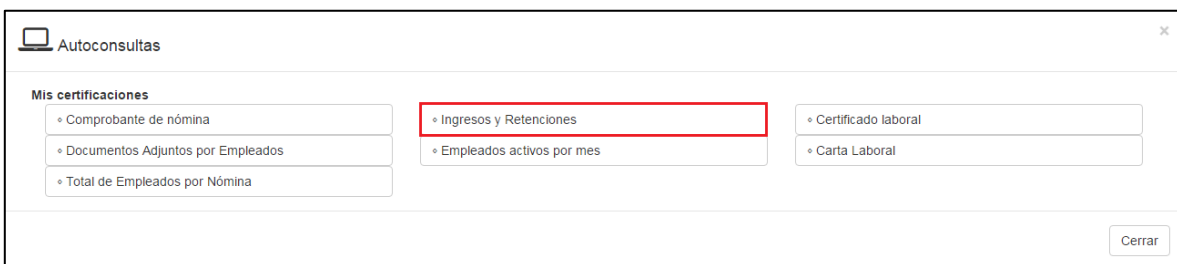 Autoconsultas
×
Mis certificaciones
Comprobante de nómina
Ingresos y Retenciones
Certificado laboral
Documentos Adjuntos por Empleados
Empleados activos por mes
Carta Laboral
Total de Empleados por Nómina
Cerrar